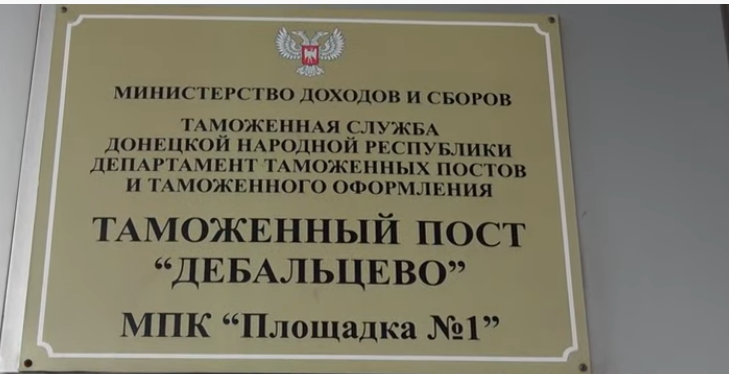 МИНИСТЕРСТВО ДОХОДОВ И СБОРОВ
ТАМОЖЕННАЯ СЛУЖБА
ДОНЕЦКОЙ НАРОДНОЙ РЕСПУБЛИКИ
ДЕПАРТАМЕНТ ТАМОЖЕННЫХ ПОСТОВ
И ТАМОЖЕННОГО ОФОРМЛЕНИЯ
ТАМОЖЕННЫЙ ПОСТ
“ДЕБАЛЬЦЕВО”
МПК “Площадка №1”